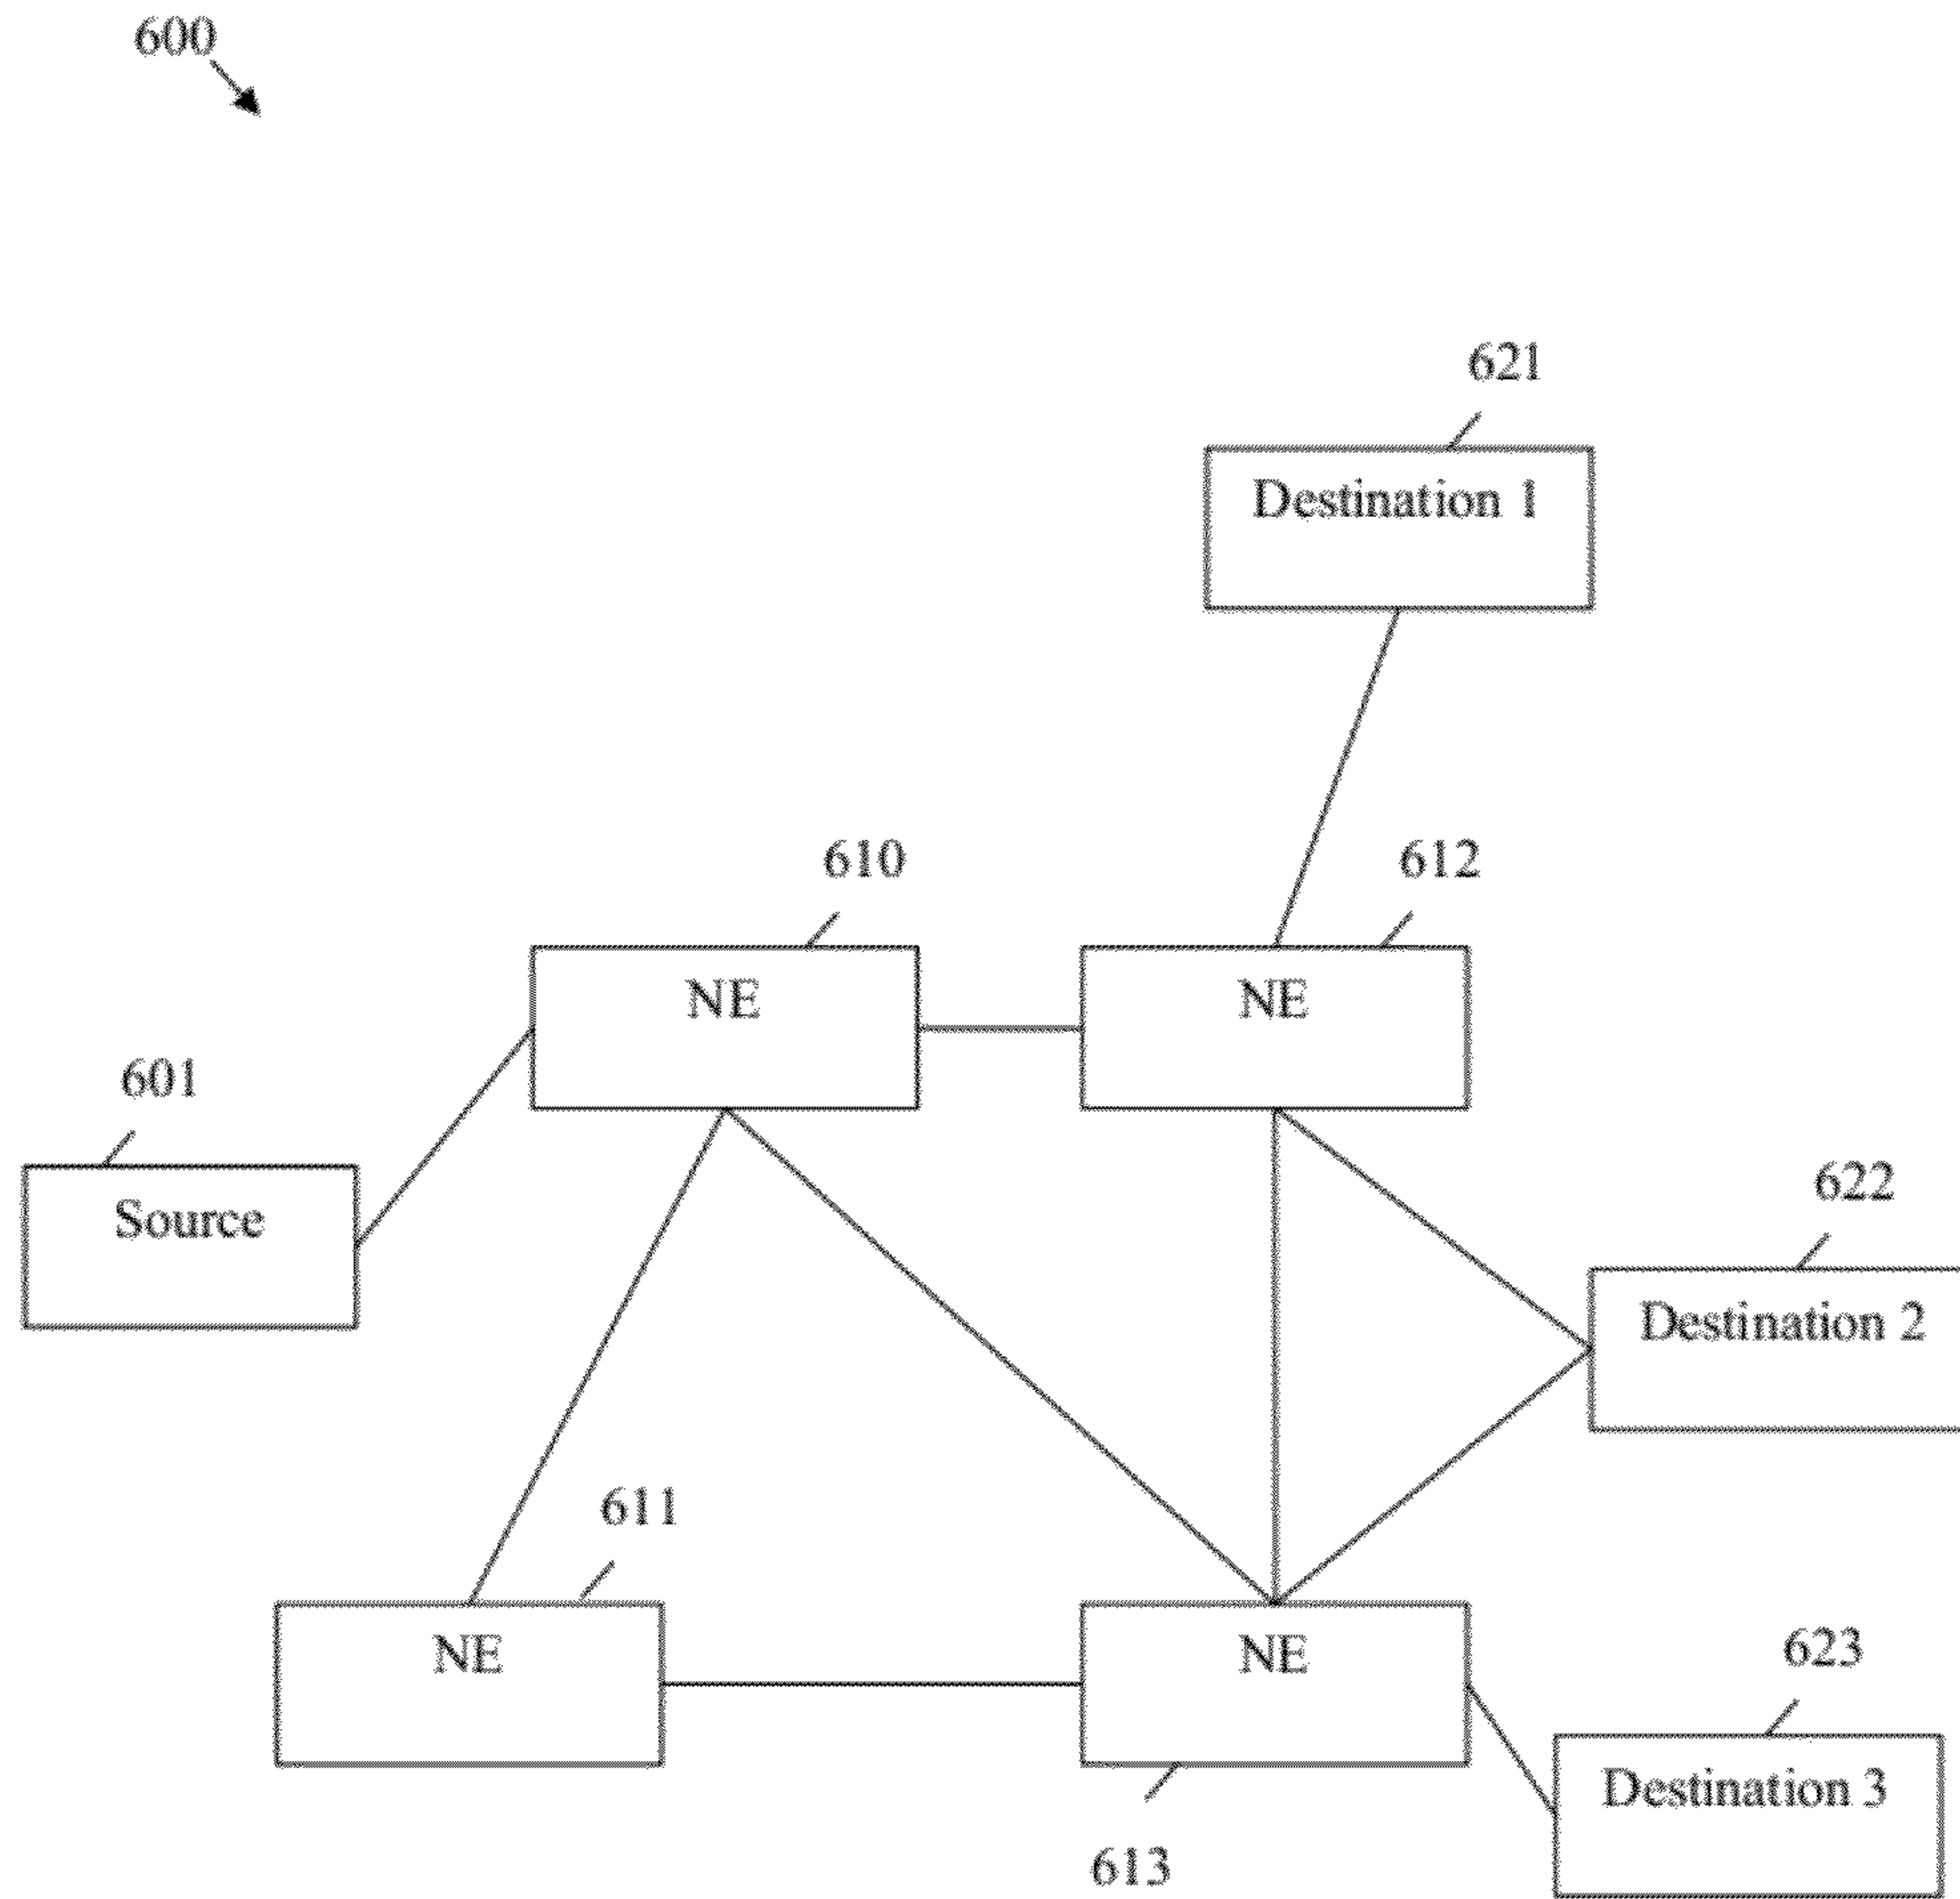 600
621
Destination 1
610
612
NE
NE
601
Source
622
Destination 2
611
NE
NE
623
Destination 3
613